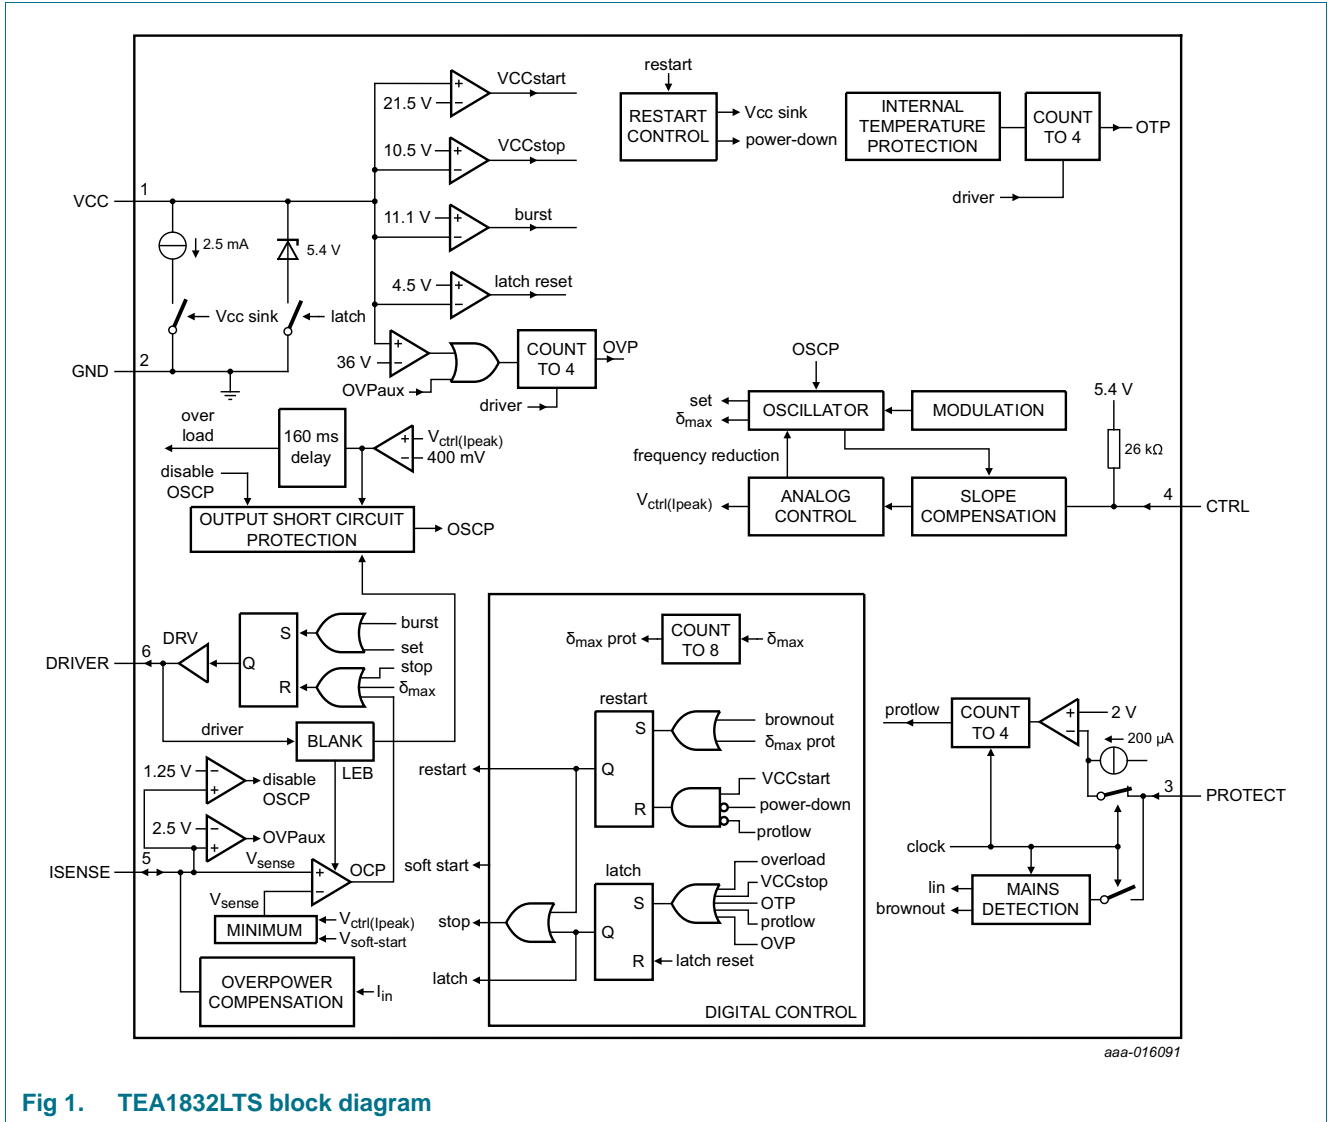 restart
VCCstart
+
21.5 V
−
RESTART
CONTROL
Vcc sink
power-down
INTERNAL
TEMPERATURE
PROTECTION
COUNT
TO 4
OTP
driver
10.5 V
+
−
VCCstop
VCC
1
11.1 V
+
−
burst
2.5 mA
5.4 V
4.5 V
+
−
latch reset
Vcc sink
latch
+
36 V
−
OVPaux
COUNT
TO 4
OVP
driver
GND
2
OSCP
set
δmax
OSCILLATOR
MODULATION
5.4 V
26 kΩ
frequency reduction
Vctrl(Ipeak)
ANALOG
CONTROL
SLOPE
COMPENSATION
4
CTRL
over
load
160 ms
delay
+
−
Vctrl(Ipeak)
400 mV
disable
OSCP
OUTPUT SHORT CIRCUIT
PROTECTION
OSCP
DRV
6
DRIVER
S
Q
R
burst
set
stop
δmax
driver
BLANK
LEB
1.25 V
−
+
disable
OSCP
2.5 V
−
+
OVPaux
5
ISENSE
Vsense
+
−
OCP
Vsense
MINIMUM
Vctrl(Ipeak)
Vsoft-start
OVERPOWER
COMPENSATION
Iin
δmax prot
COUNT
TO 8
δmax
restart
S
Q
R
brownout
δmax prot
VCCstart
power-down
protlow
restart
soft start
latch
S
Q
R
overload
VCCstop
OTP
protlow
OVP
latch reset
stop
latch
DIGITAL CONTROL
protlow
COUNT
TO 4
+
−
2 V
200 µA
3
PROTECT
clock
lin
brownout
MAINS
DETECTION
aaa-016091
Fig 1. TEA1832LTS block diagram